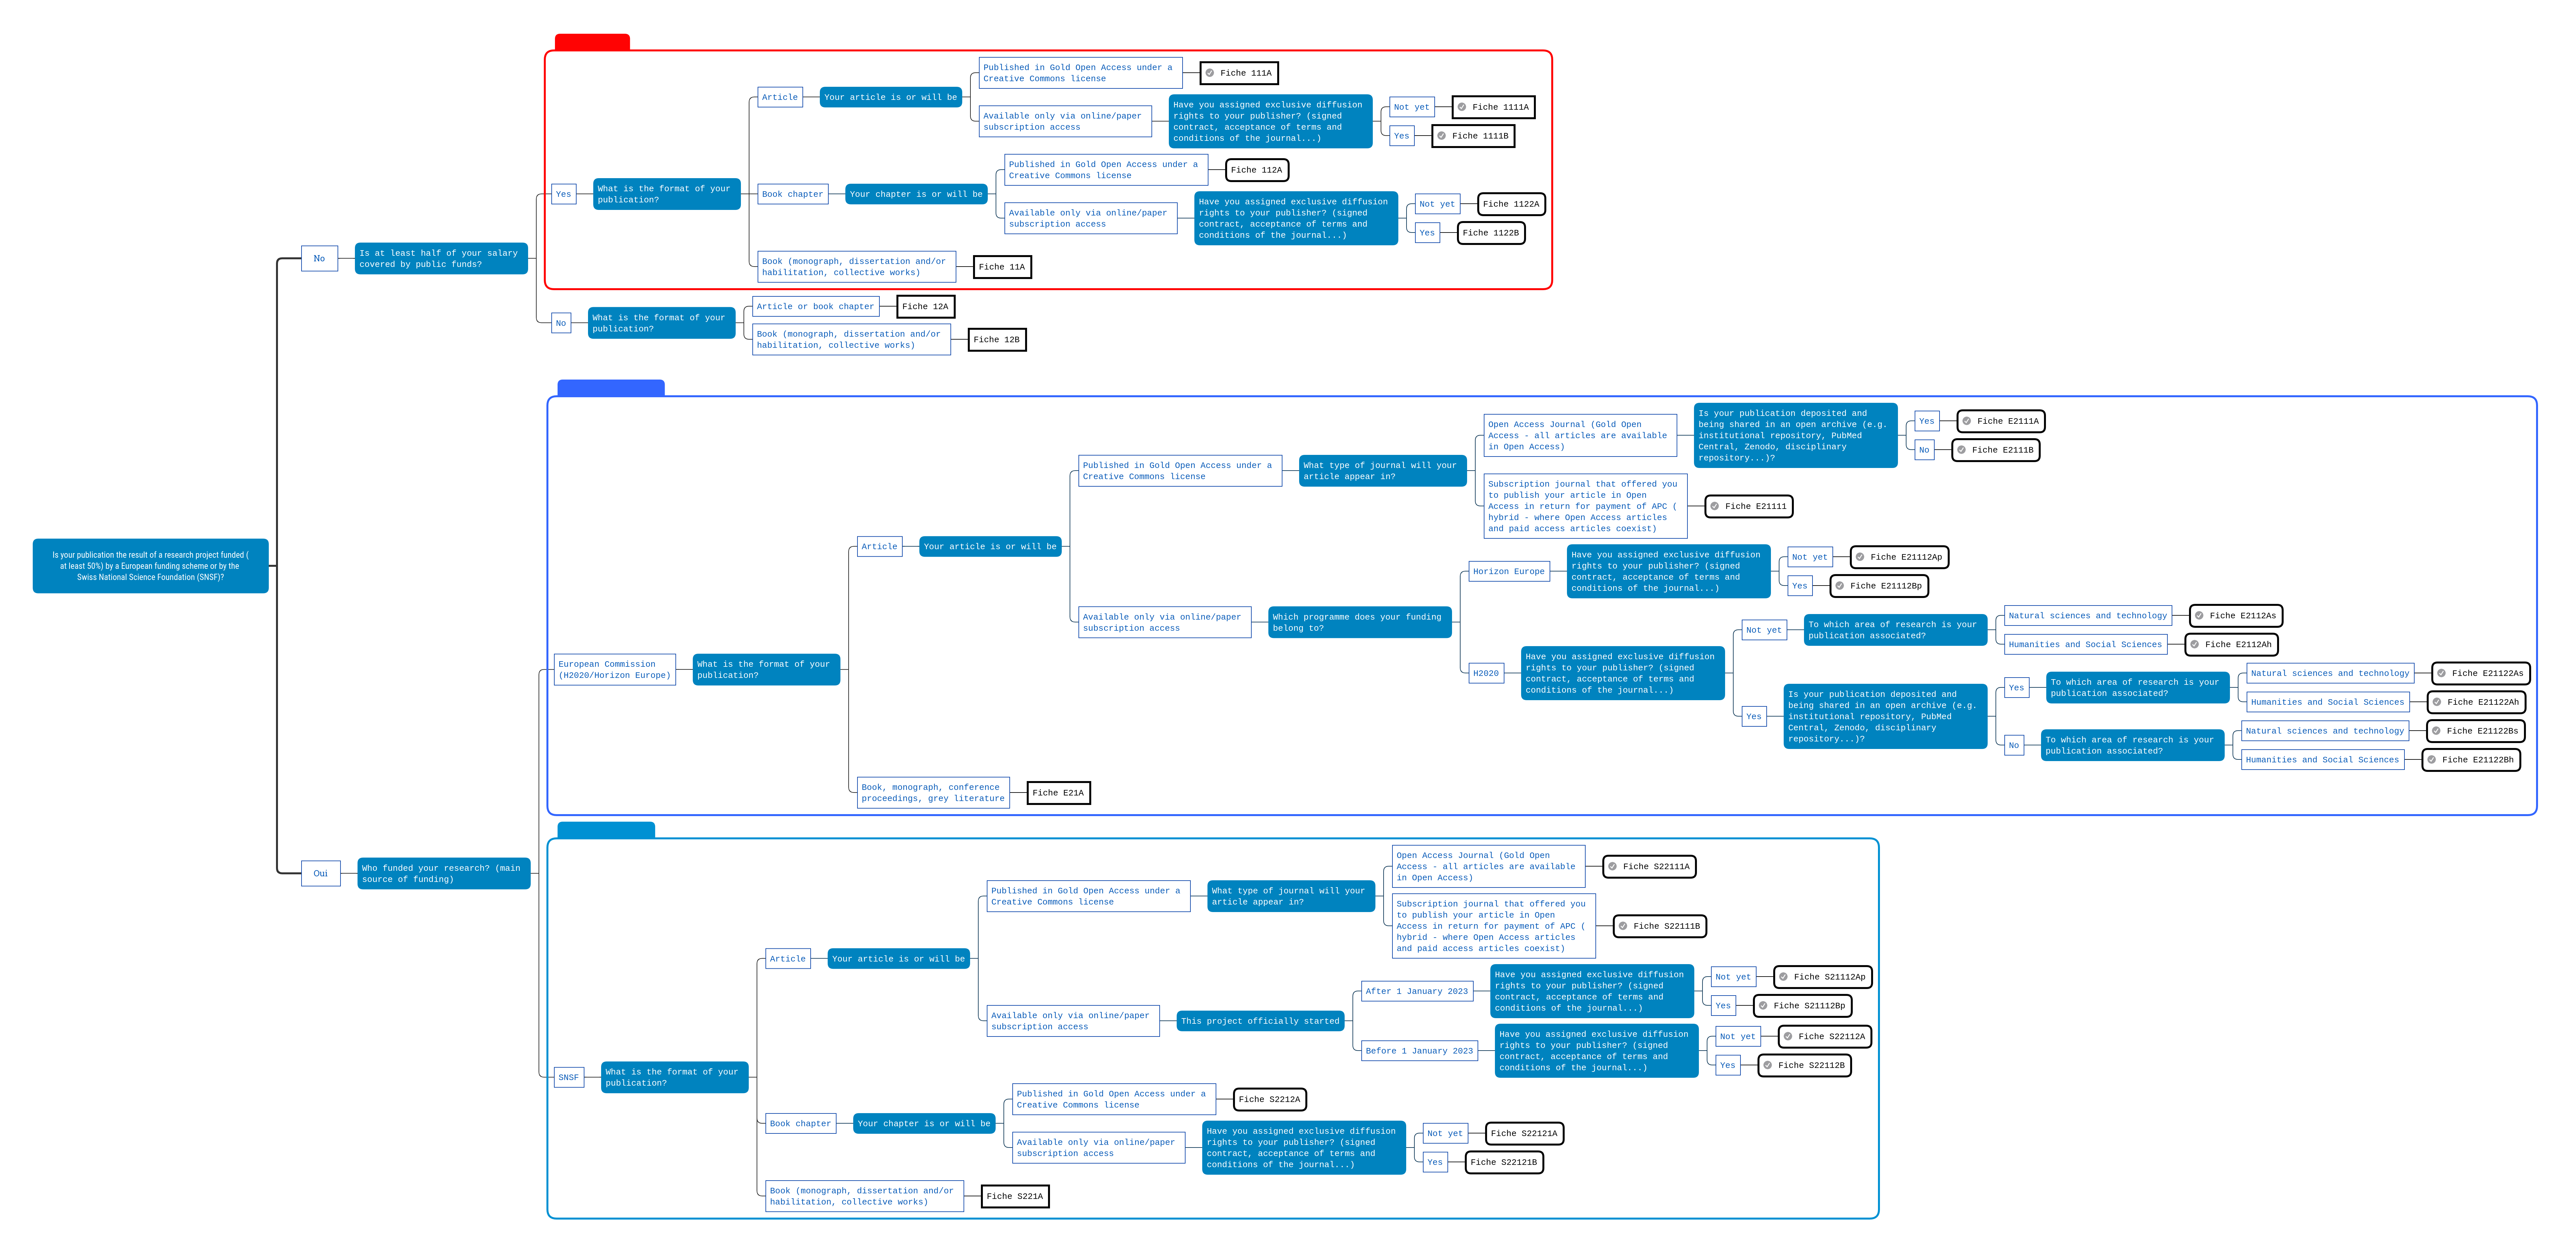 Is your publication the result of a research project funded (
at least 50%) by a European funding scheme or by the
Swiss National Science Foundation (SNSF)?
No
Is at least half of your salary
covered by public funds?
Yes
What is the format of your
publication?
Article
Your article is or will be
Published in Gold Open Access under a
Creative Commons license
Fiche 111A
Available only via online/paper
subscription access
Have you assigned exclusive diffusion
rights to your publisher? (signed
contract, acceptance of terms and
conditions of the journal...)
Not yet
Fiche 1111A
Yes
Fiche 1111B
Book chapter
Your chapter is or will be
Published in Gold Open Access under a
Creative Commons license
Fiche 112A
Available only via online/paper
subscription access
Have you assigned exclusive diffusion
rights to your publisher? (signed
contract, acceptance of terms and
conditions of the journal...)
Not yet
Fiche 1122A
Yes
Fiche 1122B
Book (monograph, dissertation and/or
habilitation, collective works)
Fiche 11A
No
What is the format of your
publication?
Article or book chapter
Fiche 12A
Book (monograph, dissertation and/or
habilitation, collective works)
Fiche 12B
Oui
Who funded your research? (main
source of funding)
European Commission
(H2020/Horizon Europe)
What is the format of your
publication?
Article
Your article is or will be
Published in Gold Open Access under a
Creative Commons license
What type of journal will your
article appear in?
Open Access Journal (Gold Open
Access - all articles are available
in Open Access)
Is your publication deposited and
being shared in an open archive (e.g.
institutional repository, PubMed
Central, Zenodo, disciplinary
repository...)?
Yes
Fiche E2111A
No
Fiche E2111B
Subscription journal that offered you
to publish your article in Open
Access in return for payment of APC (
hybrid - where Open Access articles
and paid access articles coexist)
Fiche E21111
Available only via online/paper
subscription access
Which programme does your funding
belong to?
Horizon Europe
Have you assigned exclusive diffusion
rights to your publisher? (signed
contract, acceptance of terms and
conditions of the journal...)
Not yet
Fiche E21112Ap
Yes
Fiche E21112Bp
H2020
Have you assigned exclusive diffusion
rights to your publisher? (signed
contract, acceptance of terms and
conditions of the journal...)
Not yet
To which area of research is your
publication associated?
Natural sciences and technology
Fiche E2112As
Humanities and Social Sciences
Fiche E2112Ah
Yes
Is your publication deposited and
being shared in an open archive (e.g.
institutional repository, PubMed
Central, Zenodo, disciplinary
repository...)?
Yes
To which area of research is your
publication associated?
Natural sciences and technology
Fiche E21122As
Humanities and Social Sciences
Fiche E21122Ah
No
To which area of research is your
publication associated?
Natural sciences and technology
Fiche E21122Bs
Humanities and Social Sciences
Fiche E21122Bh
Book, monograph, conference
proceedings, grey literature
Fiche E21A
SNSF
What is the format of your
publication?
Article
Your article is or will be
Published in Gold Open Access under a
Creative Commons license
What type of journal will your
article appear in?
Open Access Journal (Gold Open
Access - all articles are available
in Open Access)
Fiche S22111A
Subscription journal that offered you
to publish your article in Open
Access in return for payment of APC (
hybrid - where Open Access articles
and paid access articles coexist)
Fiche S22111B
Available only via online/paper
subscription access
This project officially started
After 1 January 2023
Have you assigned exclusive diffusion
rights to your publisher? (signed
contract, acceptance of terms and
conditions of the journal...)
Not yet
Fiche S21112Ap
Yes
Fiche S21112Bp
Before 1 January 2023
Have you assigned exclusive diffusion
rights to your publisher? (signed
contract, acceptance of terms and
conditions of the journal...)
Not yet
Fiche S22112A
Yes
Fiche S22112B
Book chapter
Your chapter is or will be
Published in Gold Open Access under a
Creative Commons license
Fiche S2212A
Available only via online/paper
subscription access
Have you assigned exclusive diffusion
rights to your publisher? (signed
contract, acceptance of terms and
conditions of the journal...)
Not yet
Fiche S22121A
Yes
Fiche S22121B
Book (monograph, dissertation and/or
habilitation, collective works)
Fiche S221A